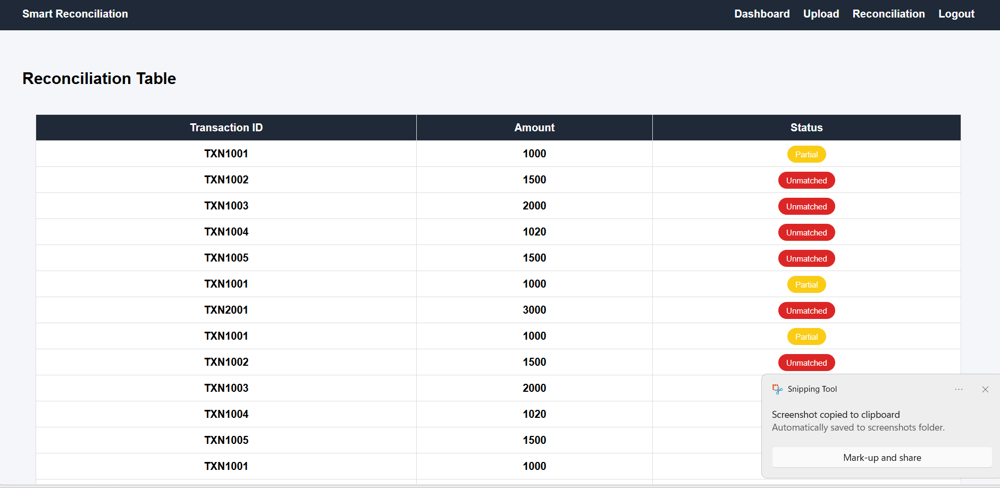 Smart Reconciliation Dashboard Upload Reconciliation Logout
Reconciliation Table
Transaction ID Amount Status
TXN1001 1000 Partial
TXN1002 1500 Unmatched
TXN1003 2000 Unmatched
TXN1004 1020 Unmatched
TXN1005 1500 Unmatched
TXN1001 1000 Partial
TXN2001 3000 Unmatched
TXN1001 1000 Partial
TXN1002 1500 Unmatched
TXN1003 2000
TXN1004 1020
TXN1005 1500
TXN1001 1000
Snipping Tool
Screenshot copied to clipboard
Automatically saved to screenshots folder.
Mark-up and share